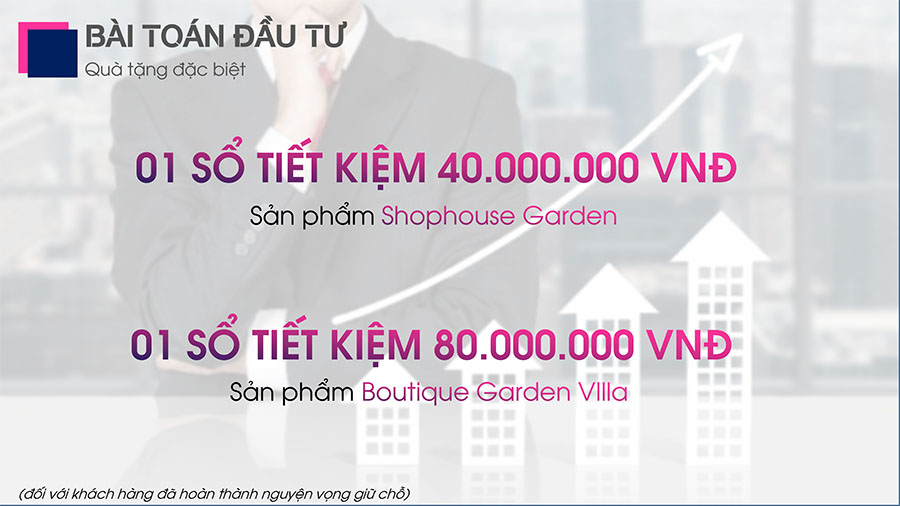 BÀI TOÁN ĐẦU TƯ
Quà tặng đặc biệt
01 SỔ TIẾT KIỆM 40.000.000 VNĐ
Sản phẩm Shophouse Garden
01 SỔ TIẾT KIỆM 80.000.000 VNĐ
Sản phẩm Boutique Garden VIlla
(đối với khách hàng đã hoàn thành nguyện vọng giữ chỗ)